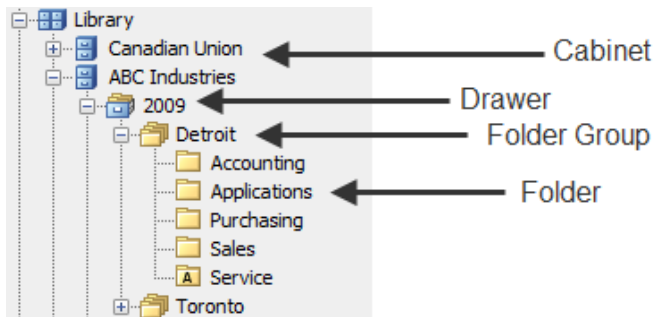 Library
Canadian Union
Cabinet
ABC Industries
2009
Drawer
Detroit
Folder Group
Accounting
Applications
Folder
Purchasing
Sales
A Service
Toronto